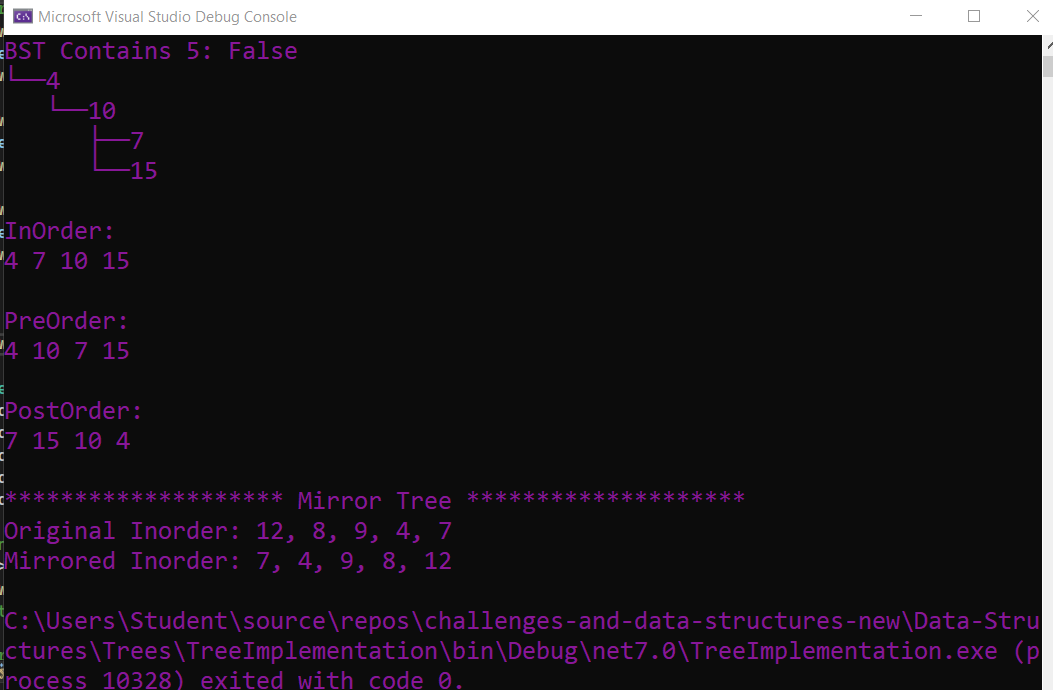 Microsoft Visual Studio Debug Console
BST Contains 5: False
└──4
   └──10
      ├──7
      └──15
InOrder:
4 7 10 15
PreOrder:
4 10 7 15
PostOrder:
7 15 10 4
******************** Mirror Tree ********************
Original Inorder: 12, 8, 9, 4, 7
Mirrored Inorder: 7, 4, 9, 8, 12
C:\Users\Student\source\repos\challenges-and-data-structures-new\Data-Stru
ctures\Trees\TreeImplementation\bin\Debug\net7.0\TreeImplementation.exe (p
rocess 10328) exited with code 0.